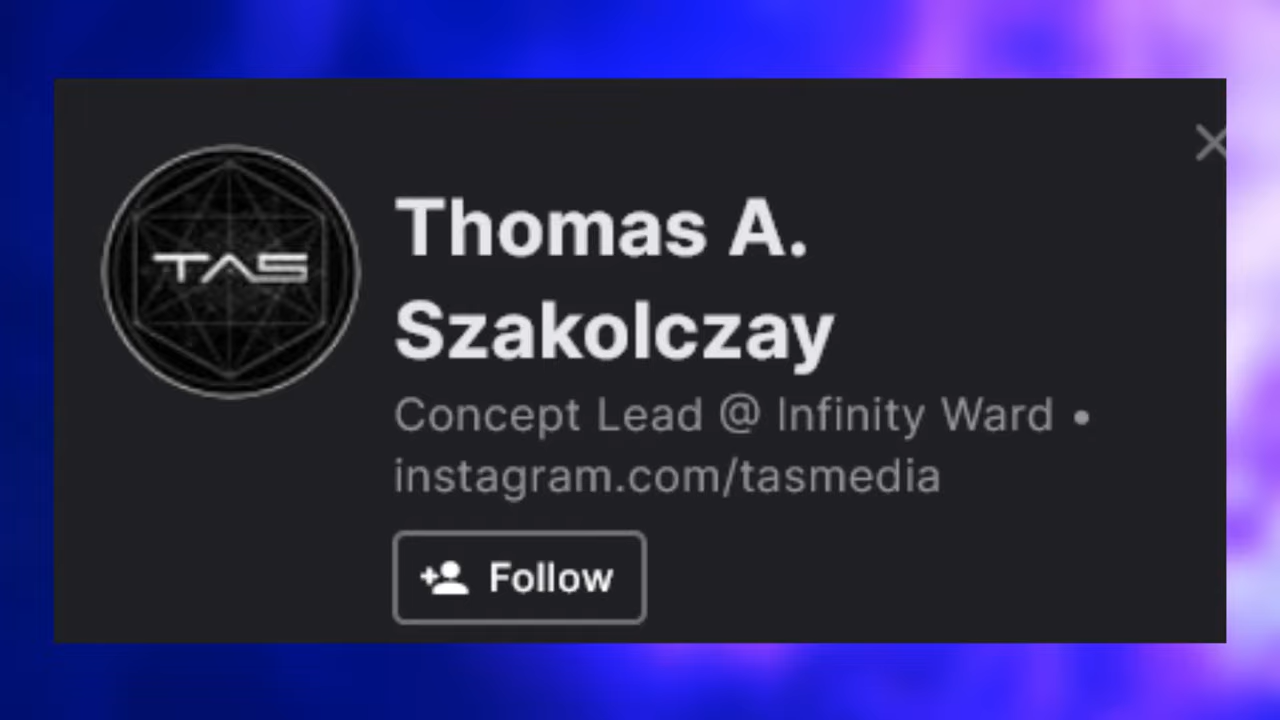 TAS
Thomas A.
Szakolczay
Concept Lead @ Infinity Ward •
instagram.com/tasmedia
Follow